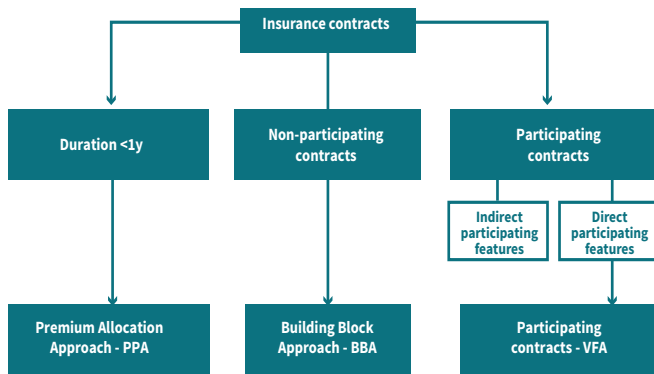 Insurance contracts
Duration <1y
Non-participating
contracts
Participating
contracts
Indirect
participating
features
Direct
participating
features
Premium Allocation
Approach - PPA
Building Block
Approach - BBA
Participating
contracts - VFA